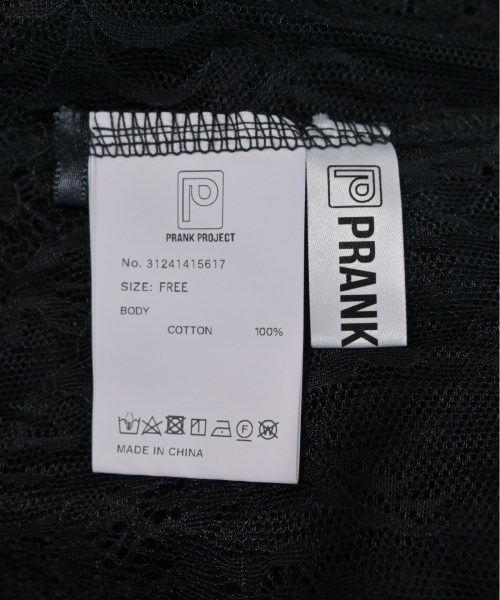 PRANK PROJECT
No. 31241415617
SIZE: FREE
BODY
COTTON 100%
MADE IN CHINA
PRANK